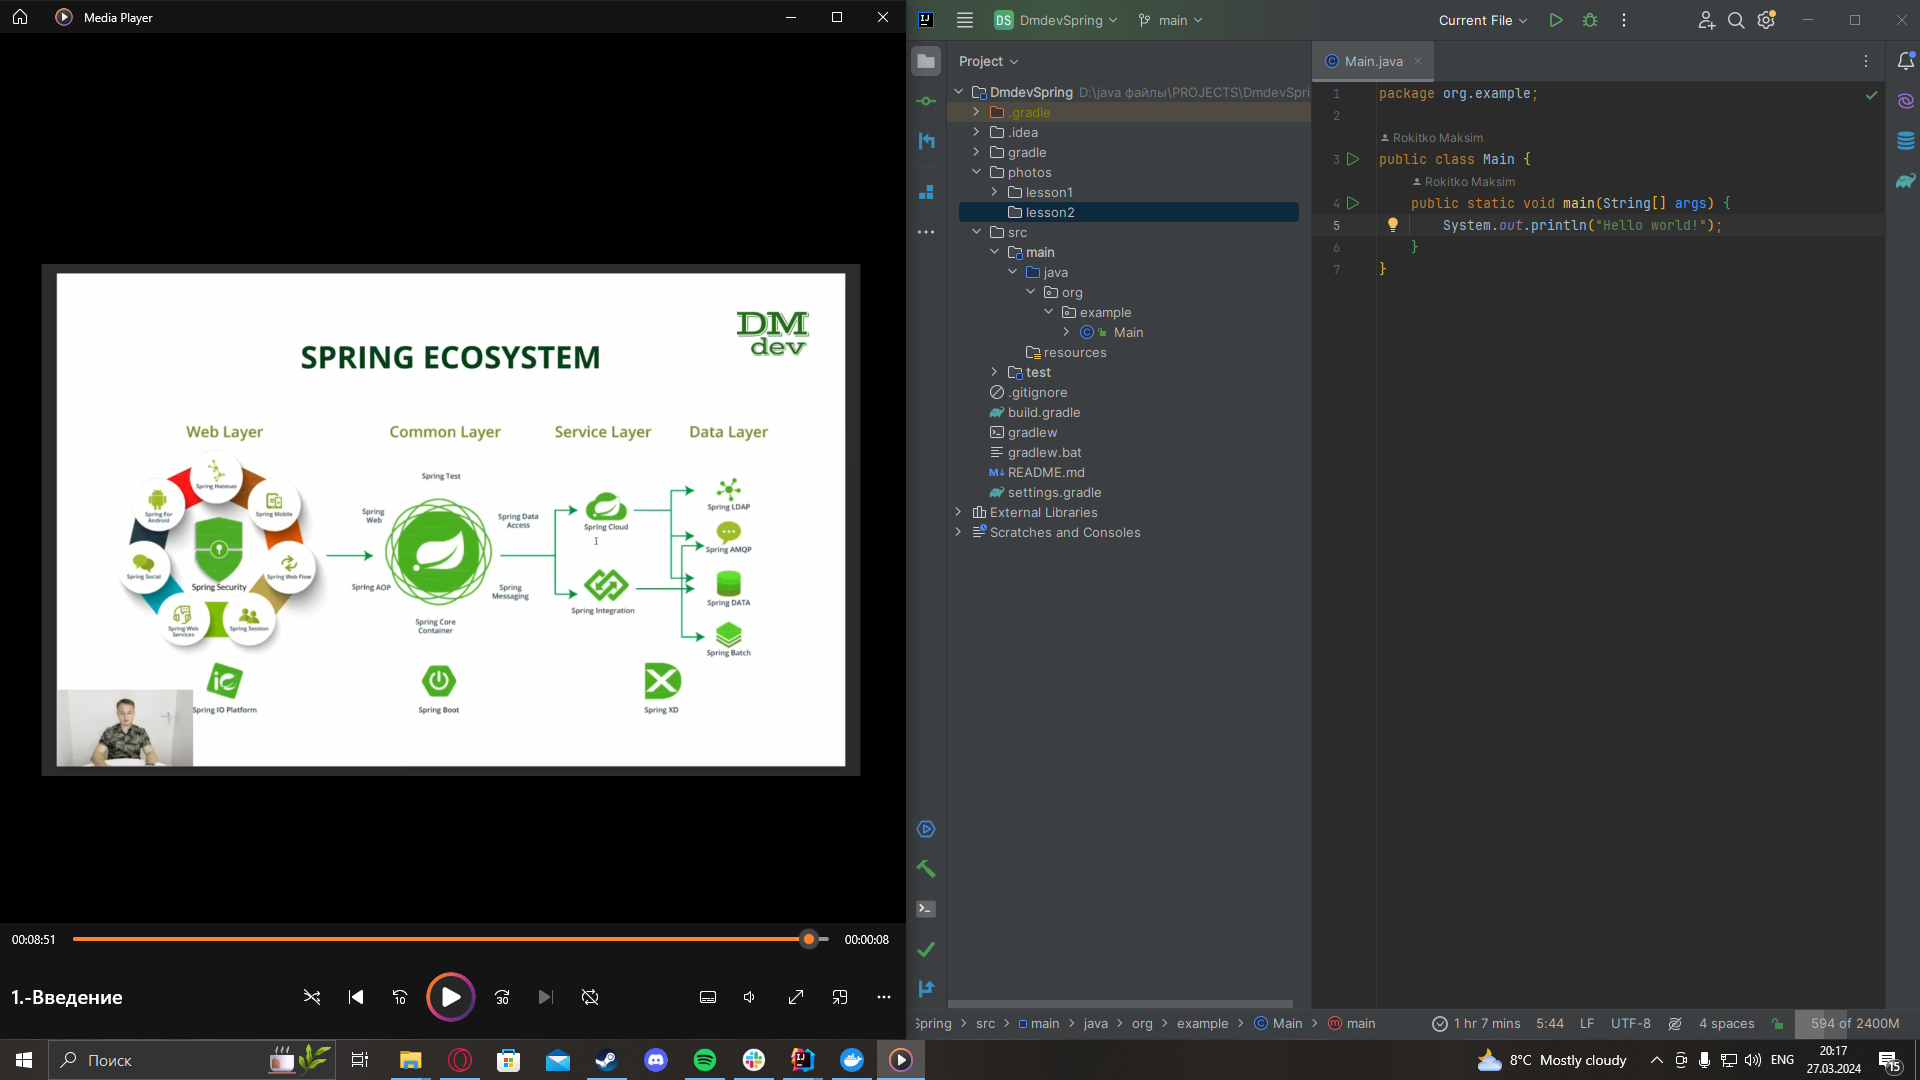 Media Player
DM
dev
SPRING ECOSYSTEM
Web Layer
Common Layer
Service Layer
Data Layer
Spring Hateoas
Spring For
Android
Spring Mobile
Spring Social
Spring Security
Spring Web Flow
Spring Web
Services
Spring Session
Spring Test
Spring
Web
Spring Data
Access
Spring AOP
Spring
Messaging
Spring Core
Container
Spring Cloud
Spring Integration
Spring LDAP
Spring AMQP
Spring DATA
Spring Batch
Spring IO Platform
Spring Boot
Spring XD
00:08:51
00:00:08
1.-Введение
10
30
DS DmdevSpring
main
Current File
Project
DmdevSpring D:\java файлы\PROJECTS\DmdevSpri
.gradle
.idea
gradle
photos
lesson1
lesson2
src
main
java
org
example
Main
resources
test
.gitignore
build.gradle
gradlew
gradlew.bat
README.md
settings.gradle
External Libraries
Scratches and Consoles
Main.java
1 package org.example;
2
Rokitko Maksim
3 public class Main {
Rokitko Maksim
4 public static void main(String[] args) {
5 System.out.println("Hello world!");
6 }
7 }
Spring > src > main > java > org > example > Main > main
1 hr 7 mins
5:44
LF
UTF-8
4 spaces
594 of 2400M
Поиск
8°C Mostly cloudy
ENG
20:17
27.03.2024
15